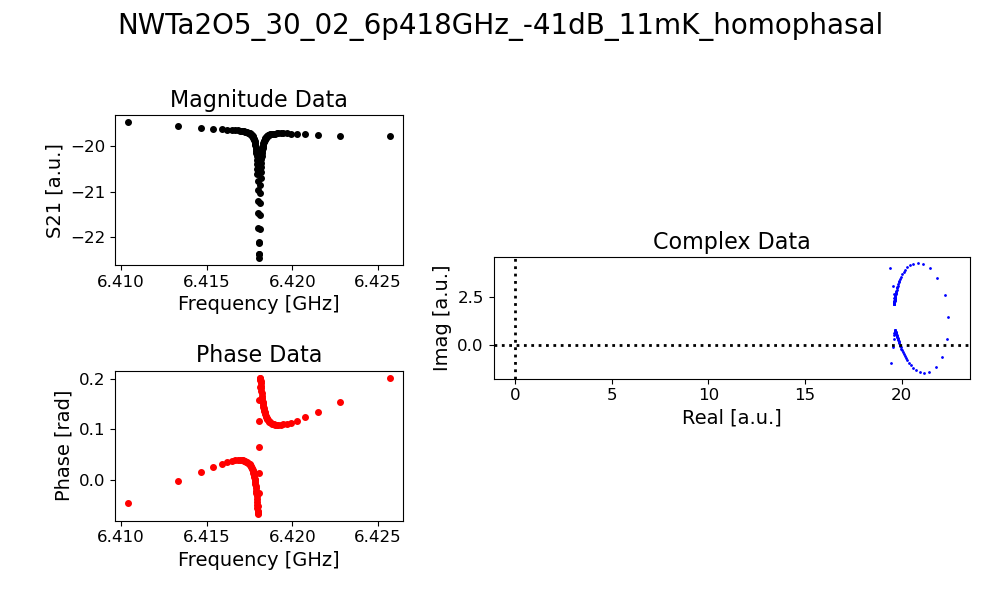 NWTa2O5_30_02_6p418GHz_-41dB_11mK_homophasal
Magnitude Data
S21 [a.u.]
−20
−21
−22
6.410 6.415 6.420 6.425
Frequency [GHz]
Phase Data
Phase [rad]
0.2
0.1
0.0
6.410 6.415 6.420 6.425
Frequency [GHz]
Complex Data
Imag [a.u.]
2.5
0.0
0 5 10 15 20
Real [a.u.]